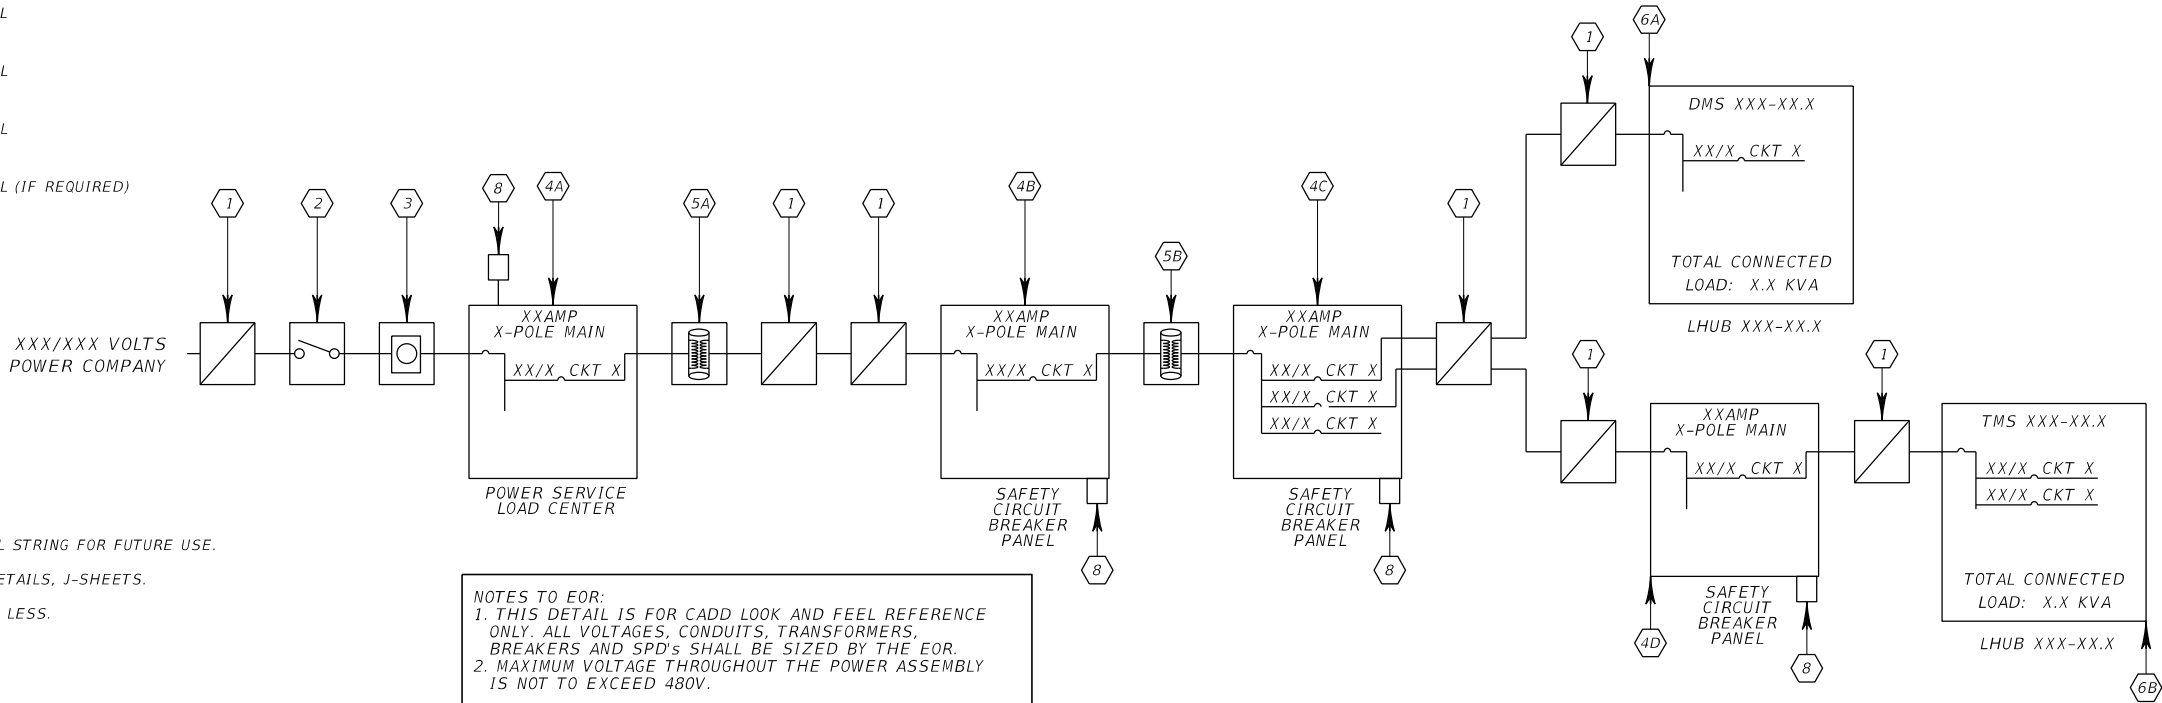 L
L
L
L (IF REQUIRED)
XXX/XXX VOLTS
POWER COMPANY
1
2
3
8
4A
XXAMP
X-POLE MAIN
XX/X CKT X
POWER SERVICE
LOAD CENTER
5A
1
1
4B
XXAMP
X-POLE MAIN
XX/X CKT X
SAFETY
CIRCUIT
BREAKER
PANEL
8
5B
4C
XXAMP
X-POLE MAIN
XX/X CKT X
XX/X CKT X
XX/X CKT X
SAFETY
CIRCUIT
BREAKER
PANEL
8
1
1
6A
DMS XXX-XX.X
XX/X CKT X
TOTAL CONNECTED
LOAD: X.X KVA
LHUB XXX-XX.X
1
XXAMP
X-POLE MAIN
XX/X CKT X
SAFETY
CIRCUIT
BREAKER
PANEL
4D
8
1
TMS XXX-XX.X
XX/X CKT X
XX/X CKT X
TOTAL CONNECTED
LOAD: X.X KVA
LHUB XXX-XX.X
6B
L STRING FOR FUTURE USE.
ETAILS, J-SHEETS.
LESS.
NOTES TO EOR:
1. THIS DETAIL IS FOR CADD LOOK AND FEEL REFERENCE
ONLY. ALL VOLTAGES, CONDUITS, TRANSFORMERS,
BREAKERS AND SPD's SHALL BE SIZED BY THE EOR.
2. MAXIMUM VOLTAGE THROUGHOUT THE POWER ASSEMBLY
IS NOT TO EXCEED 480V.